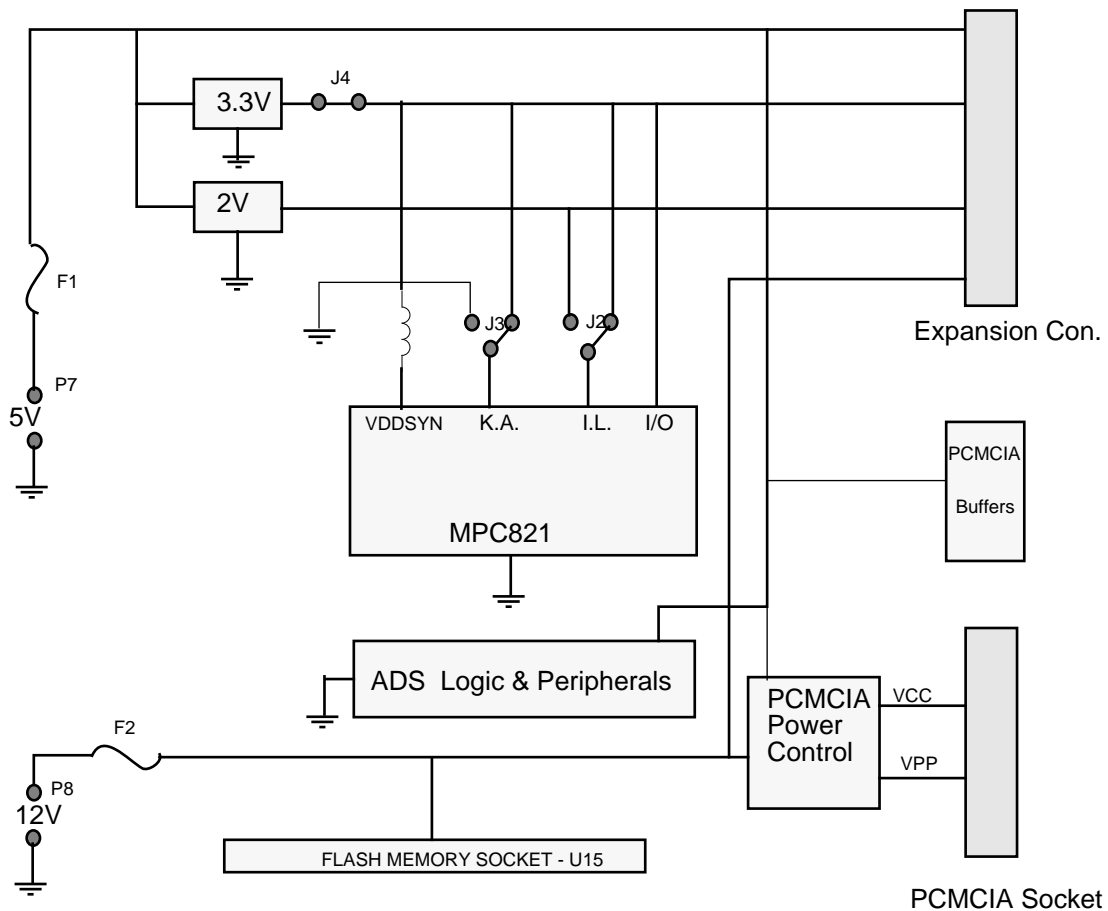 J4
3.3V
2V
F1
J3
J2
Expansion Con.
P7
5V
VDDSYN K.A. I.L. I/O
PCMCIA
Buffers
MPC821
ADS Logic & Peripherals
PCMCIA
Power
Control
VCC
VPP
F2
P8
12V
FLASH MEMORY SOCKET - U15
PCMCIA Socket